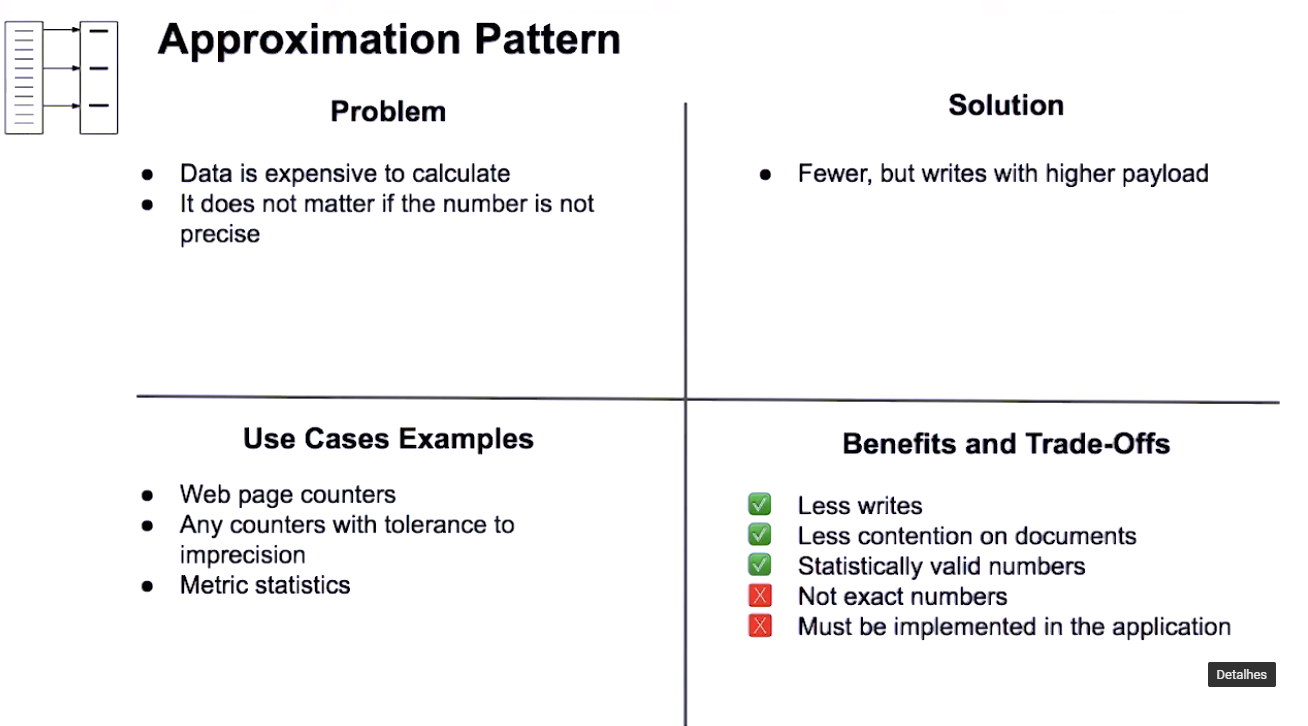 Approximation Pattern
Problem
Data is expensive to calculate
It does not matter if the number is not
precise
Solution
Fewer, but writes with higher payload
Use Cases Examples
Web page counters
Any counters with tolerance to
imprecision
Metric statistics
Benefits and Trade-Offs
Less writes
Less contention on documents
Statistically valid numbers
Not exact numbers
Must be implemented in the application
Detalhes